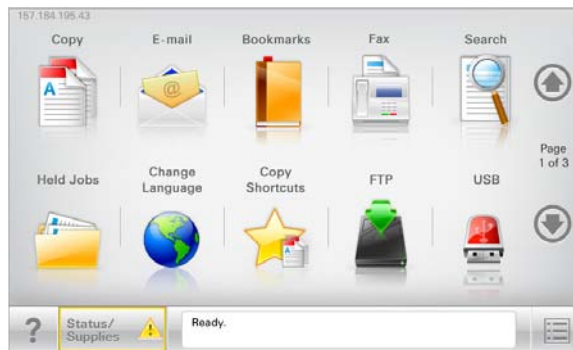 157.184.195.43
Copy
E-mail
Bookmarks
Fax
Search
A
@
Page
1 of 3
Held Jobs
Change
Language
Copy
Shortcuts
FTP
USB
?
Status/
Supplies
Ready.